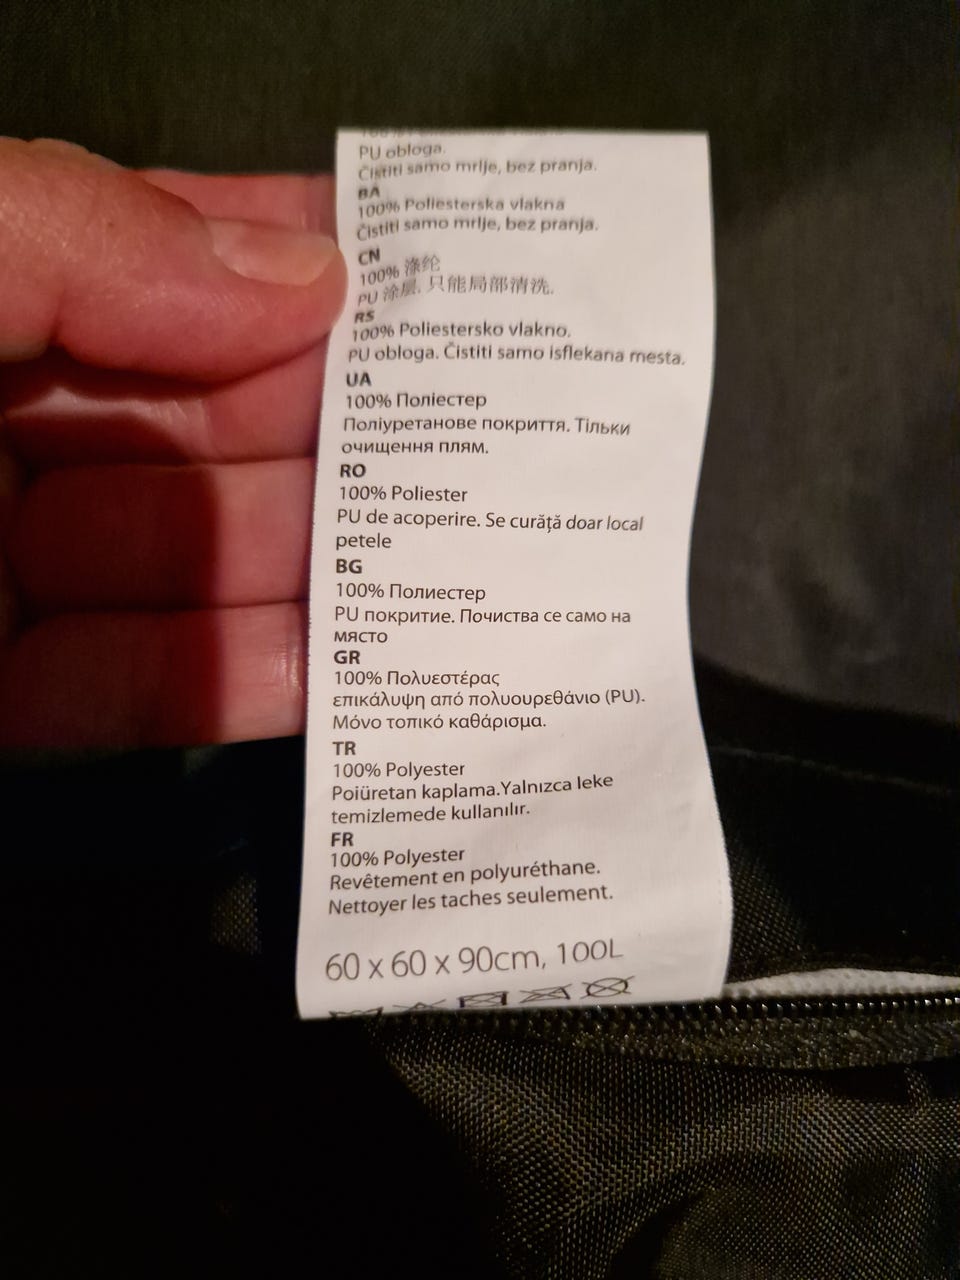 PU obloga.
Čistiti samo mrlje, bez pranja.
BA
100% Poliesterska vlakna
Čistiti samo mrlje, bez pranja.
CN
100% 涤纶
PU 涂层. 只能局部清洗.
RS
100% Poliestersko vlakno.
PU obloga. Čistiti samo isflekana mesta.
UA
100% Поліестер
Поліуретанове покриття. Тільки
очищення плям.
RO
100% Poliester
PU de acoperire. Se curăță doar local
petele
BG
100% Полиестер
PU покритие. Почиства се само на
място
GR
100% Πολυεστέρας
επικάλυψη από πολυουρεθάνιο (PU).
Μόνο τοπικό καθάρισμα.
TR
100% Polyester
Poiüretan kaplama.Yalnızca leke
temizlemede kullanılır.
FR
100% Polyester
Revêtement en polyuréthane.
Nettoyer les taches seulement.
60 x 60 x 90cm, 100L